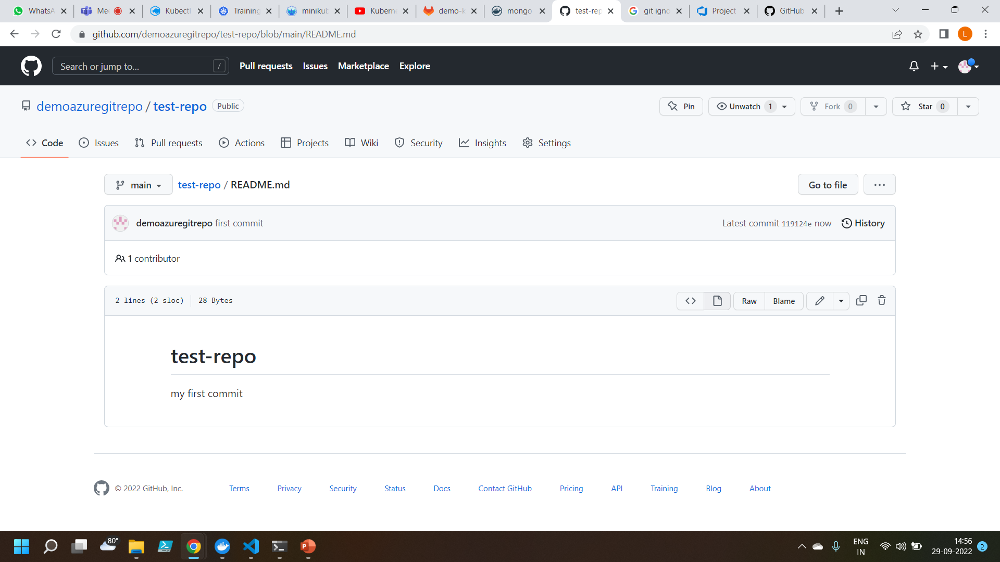 WhatsA
Mee
Kubectl
Training
minikub
Kuberne
demo-k
mongo
test-rep
git igno
Project
GitHub
github.com/demoazuregitrepo/test-repo/blob/main/README.md
L
Search or jump to... /
Pull requests Issues Marketplace Explore
demoazuregitrepo / test-repo Public
Pin
Unwatch 1
Fork 0
Star 0
Code Issues Pull requests Actions Projects Wiki Security Insights Settings
main test-repo / README.md
Go to file
demoazuregitrepo first commit
Latest commit 119124e now History
1 contributor
2 lines (2 sloc) 28 Bytes
Raw Blame
test-repo
my first commit
© 2022 GitHub, Inc. Terms Privacy Security Status Docs Contact GitHub Pricing API Training Blog About
80°
ENG
IN
14:56
29-09-2022
2